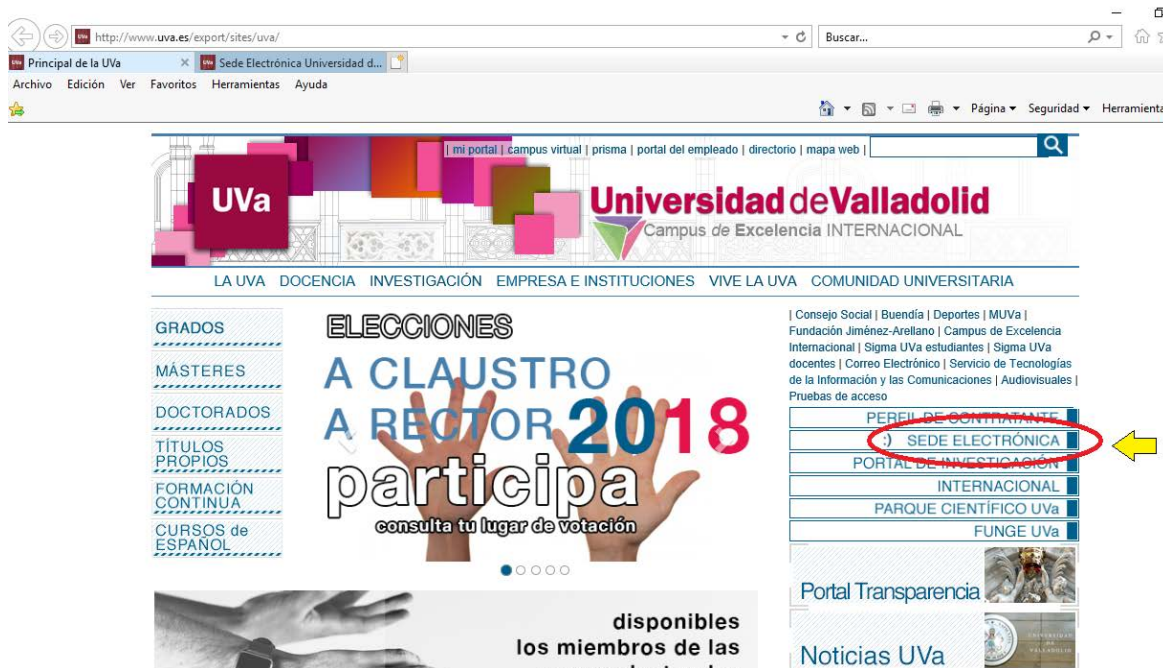 http://www.uva.es/export/sites/uva/
Buscar...
Principal de la UVa
Sede Electrónica Universidad d...
Archivo Edición Ver Favoritos Herramientas Ayuda
Página Seguridad Herramienta
| mi portal | campus virtual | prisma | portal del empleado | directorio | mapa web |
UVa
Universidad deValladolid
Campus de Excelencia INTERNACIONAL
LA UVA DOCENCIA INVESTIGACIÓN EMPRESA E INSTITUCIONES VIVE LA UVA COMUNIDAD UNIVERSITARIA
GRADOS
MÁSTERES
DOCTORADOS
TÍTULOS
PROPIOS
FORMACIÓN
CONTINUA
CURSOS de
ESPAÑOL
ELECCIONES
A CLAUSTRO
A RECTOR 2018
participa
consulta tu lugar de votación
| Consejo Social | Buendía | Deportes | MUVa |
Fundación Jiménez-Arellano | Campus de Excelencia
Internacional | Sigma UVa estudiantes | Sigma UVa
docentes | Correo Electrónico | Servicio de Tecnologías
de la Información y las Comunicaciones | Audiovisuales |
Pruebas de acceso
PERFIL DE CONTRATANTE
:) SEDE ELECTRÓNICA
PORTAL DE INVESTIGACIÓN
INTERNACIONAL
PARQUE CIENTÍFICO UVa
FUNGE UVa
Portal Transparencia
Noticias UVa
UNIVERSIDAD
DE
VALLADOLID
disponibles
los miembros de las